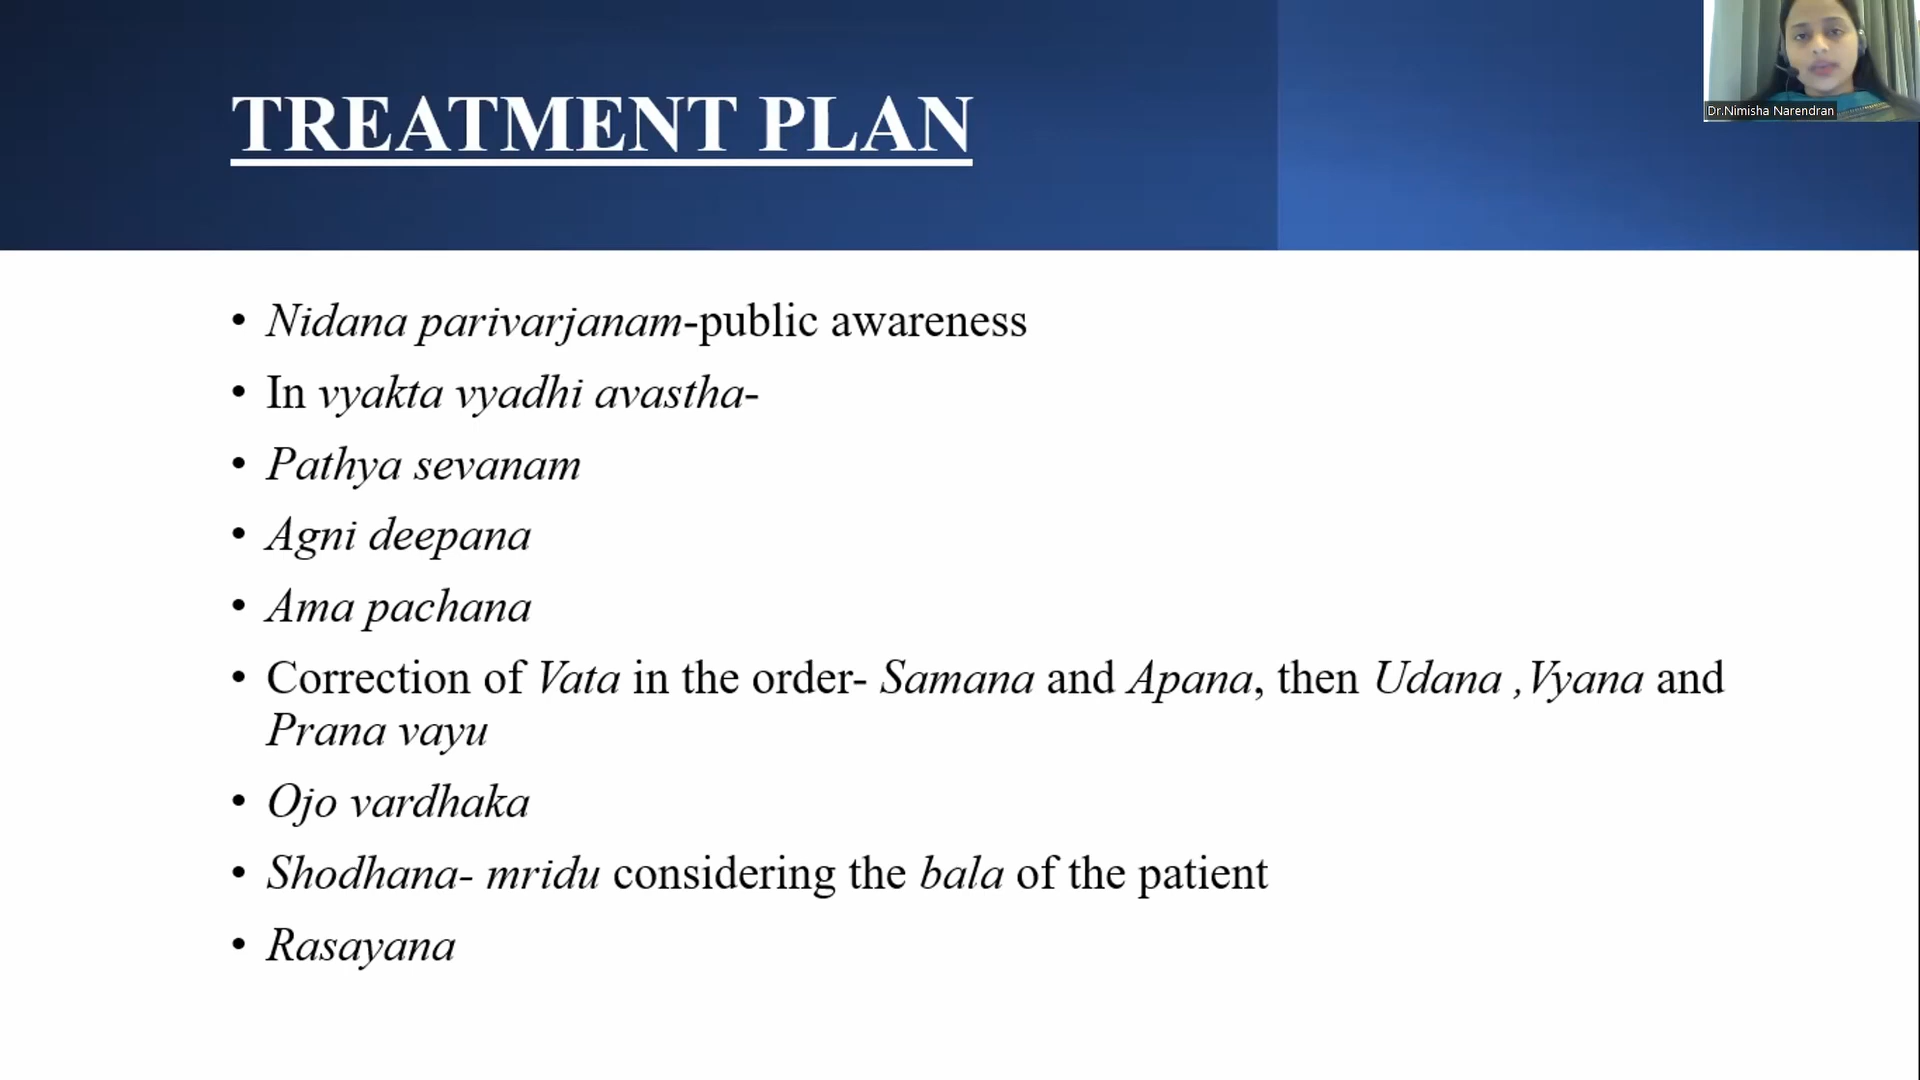 TREATMENT PLAN
Dr.Nimisha Narendran
• Nidana parivarjanam-public awareness
• In vyakta vyadhi avastha-
• Pathya sevanam
• Agni deepana
• Ama pachana
• Correction of Vata in the order- Samana and Apana, then Udana ,Vyana and
Prana vayu
• Ojo vardhaka
• Shodhana- mridu considering the bala of the patient
• Rasayana